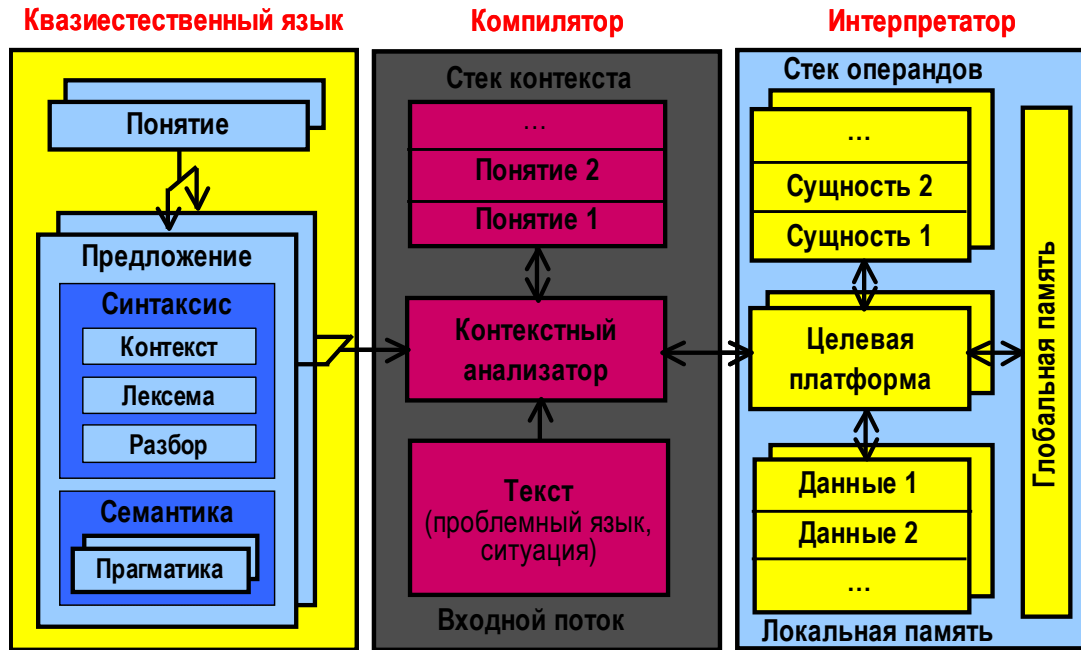 Квазиестественный язык
Понятие
Предложение
Синтаксис
Контекст
Лексема
Разбор
Семантика
Прагматика
Компилятор
Стек контекста
…
Понятие 2
Понятие 1
Контекстный
анализатор
Текст
(проблемный язык,
ситуация)
Входной поток
Интерпретатор
Стек операндов
…
Сущность 2
Сущность 1
Целевая
платформа
Данные 1
Данные 2
…
Локальная память
Глобальная память